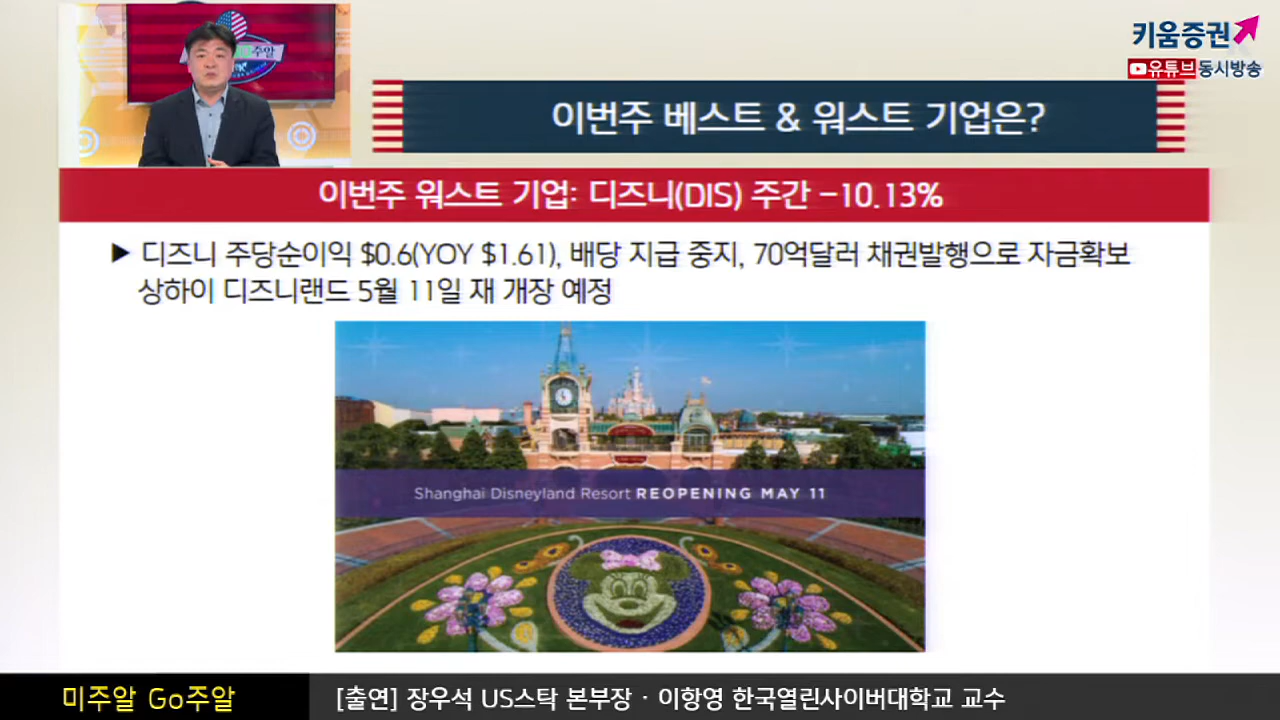 키움증권
유튜브동시방송
주알
이번주 베스트 & 워스트 기업은?
이번주 워스트 기업: 디즈니(DIS) 주간 -10.13%
▶ 디즈니 주당순이익 $0.6(YOY $1.61), 배당 지급 중지, 70억달러 채권발행으로 자금확보
상하이 디즈니랜드 5월 11일 재 개장 예정
Shanghai Disneyland Resort REOPENING MAY 11
미주알 Go주알
[출연] 장우석 US스탁 본부장 · 이항영 한국열린사이버대학교 교수